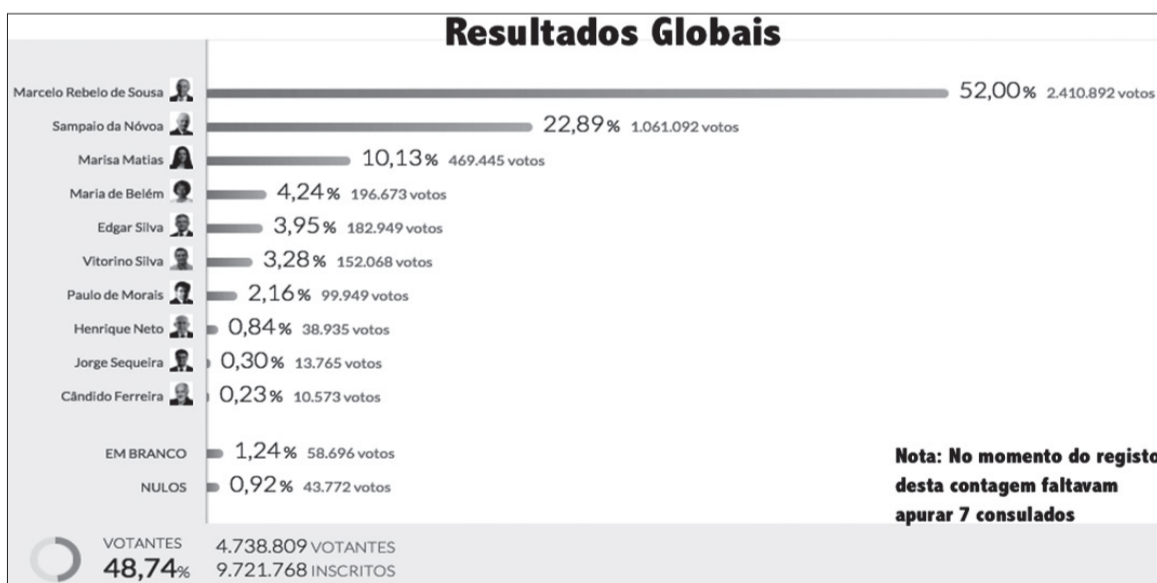 Resultados Globais
Marcelo Rebelo de Sousa 52,00% 2.410.892 votos
Sampaio da Nóvoa 22,89% 1.061.092 votos
Marisa Matias 10,13% 469.445 votos
Maria de Belém 4,24% 196.673 votos
Edgar Silva 3,95% 182.949 votos
Vitorino Silva 3,28% 152.068 votos
Paulo de Morais 2,16% 99.949 votos
Henrique Neto 0,84% 38.935 votos
Jorge Sequeira 0,30% 13.765 votos
Cândido Ferreira 0,23% 10.573 votos
EM BRANCO 1,24% 58.696 votos
NULOS 0,92% 43.772 votos
Nota: No momento do registo
desta contagem faltavam
apurar 7 consulados
VOTANTES 4.738.809 VOTANTES
48,74% 9.721.768 INSCRITOS